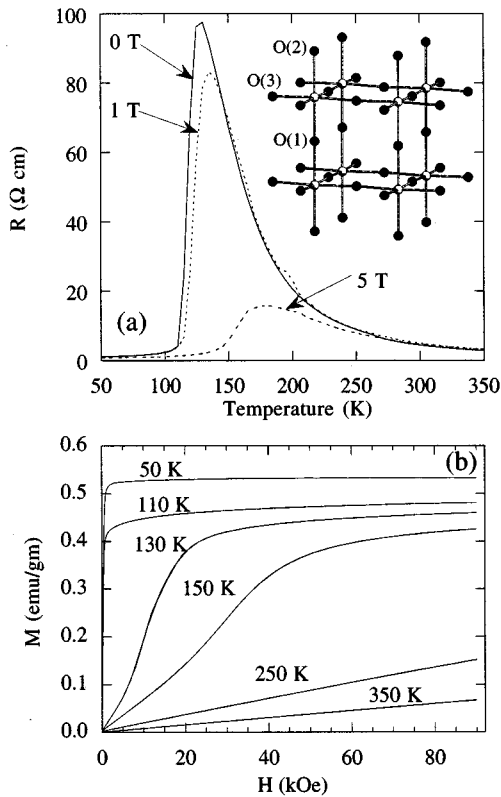 100
80
60
40
20
0
R (Ω cm)
0 T
1 T
5 T
O(2)
O(3)
O(1)
(a)
50
100
150
200
250
300
350
Temperature (K)
(b)
0.6
0.5
0.4
0.3
0.2
0.1
0.0
M (emu/gm)
50 K
110 K
130 K
150 K
250 K
350 K
0
20
40
60
80
H (kOe)